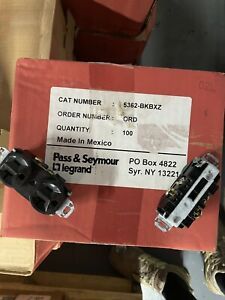 CAT NUMBER : 5362-BKBXZ
ORDER NUMBER : ORD
QUANTITY : 100
Made In Mexico
Pass & Seymour
legrand
PO Box 4822
Syr. NY 13221